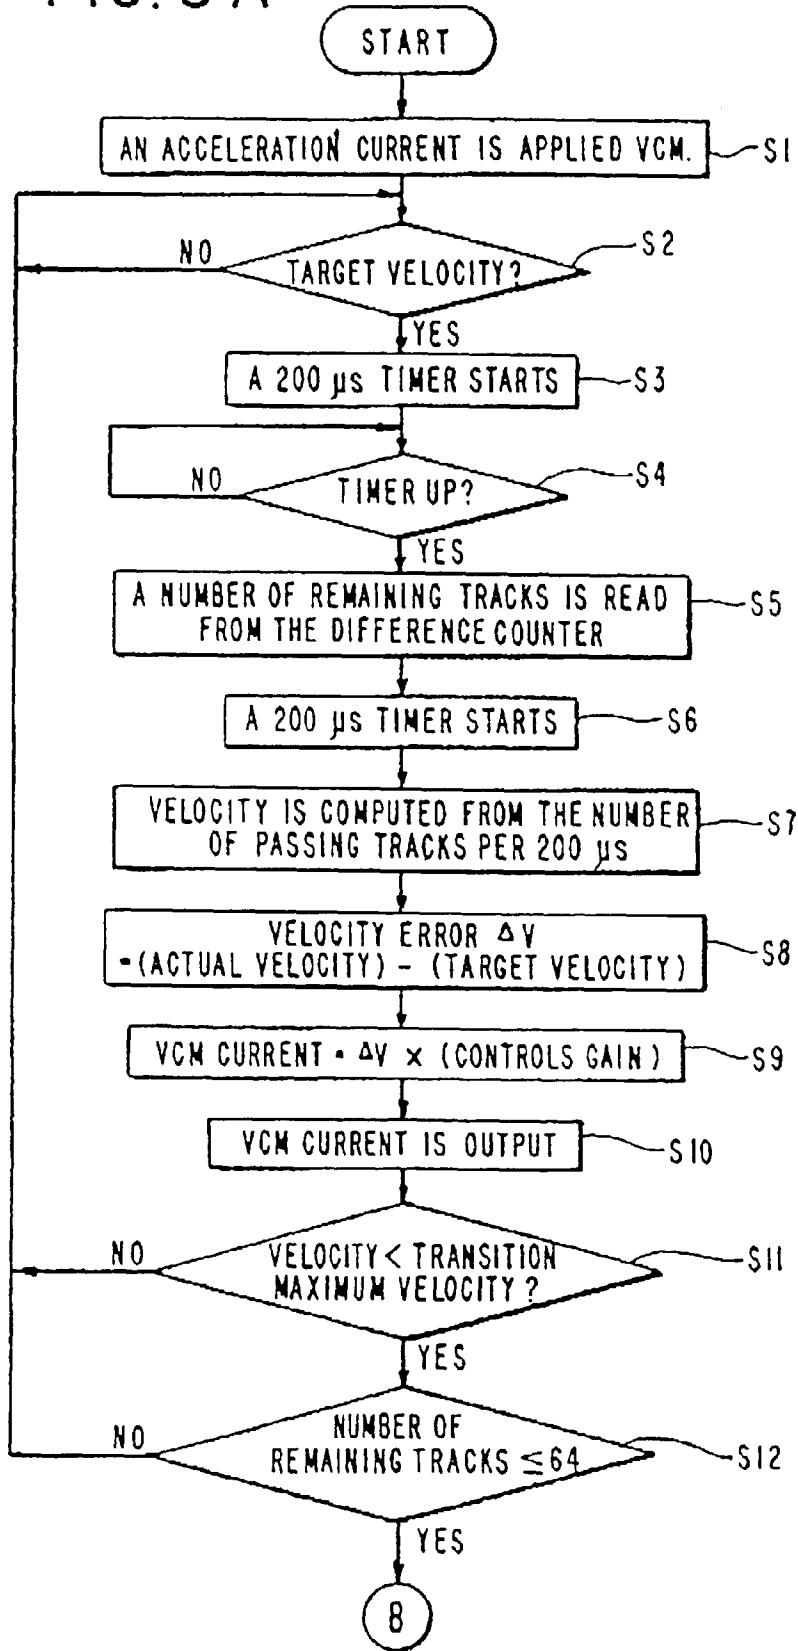 START
AN ACCELERATION CURRENT IS APPLIED VCM.
S1
NO
TARGET VELOCITY?
S2
YES
A 200 µs TIMER STARTS
S3
NO
TIMER UP?
S4
YES
A NUMBER OF REMAINING TRACKS IS READ
FROM THE DIFFERENCE COUNTER
S5
A 200 µs TIMER STARTS
S6
VELOCITY IS COMPUTED FROM THE NUMBER
OF PASSING TRACKS PER 200 µs
S7
VELOCITY ERROR ΔV
=(ACTUAL VELOCITY) - (TARGET VELOCITY)
S8
VCM CURRENT = ΔV × (CONTROLS GAIN)
S9
VCM CURRENT IS OUTPUT
S10
NO
VELOCITY < TRANSITION
MAXIMUM VELOCITY?
S11
YES
NO
NUMBER OF
REMAINING TRACKS ≦ 64
S12
YES
8